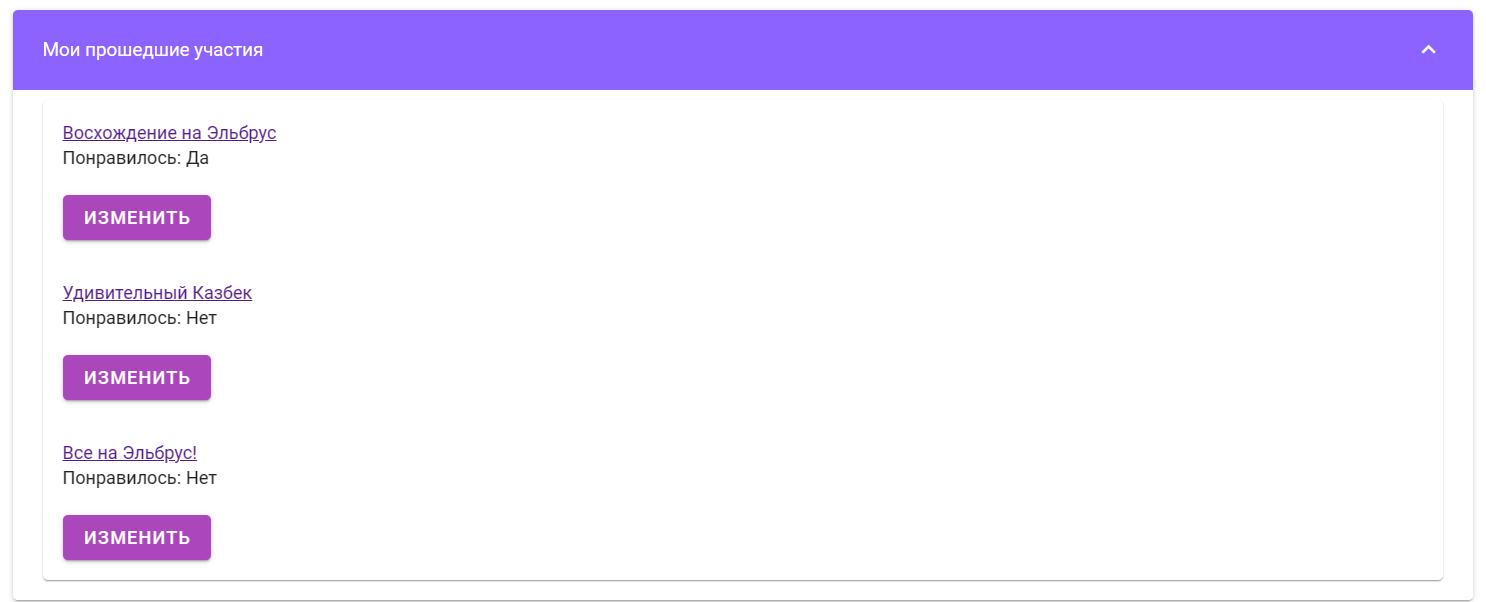 Мои прошедшие участия
Восхождение на Эльбрус
Понравилось: Да
ИЗМЕНИТЬ
Удивительный Казбек
Понравилось: Нет
ИЗМЕНИТЬ
Все на Эльбрус!
Понравилось: Нет
ИЗМЕНИТЬ